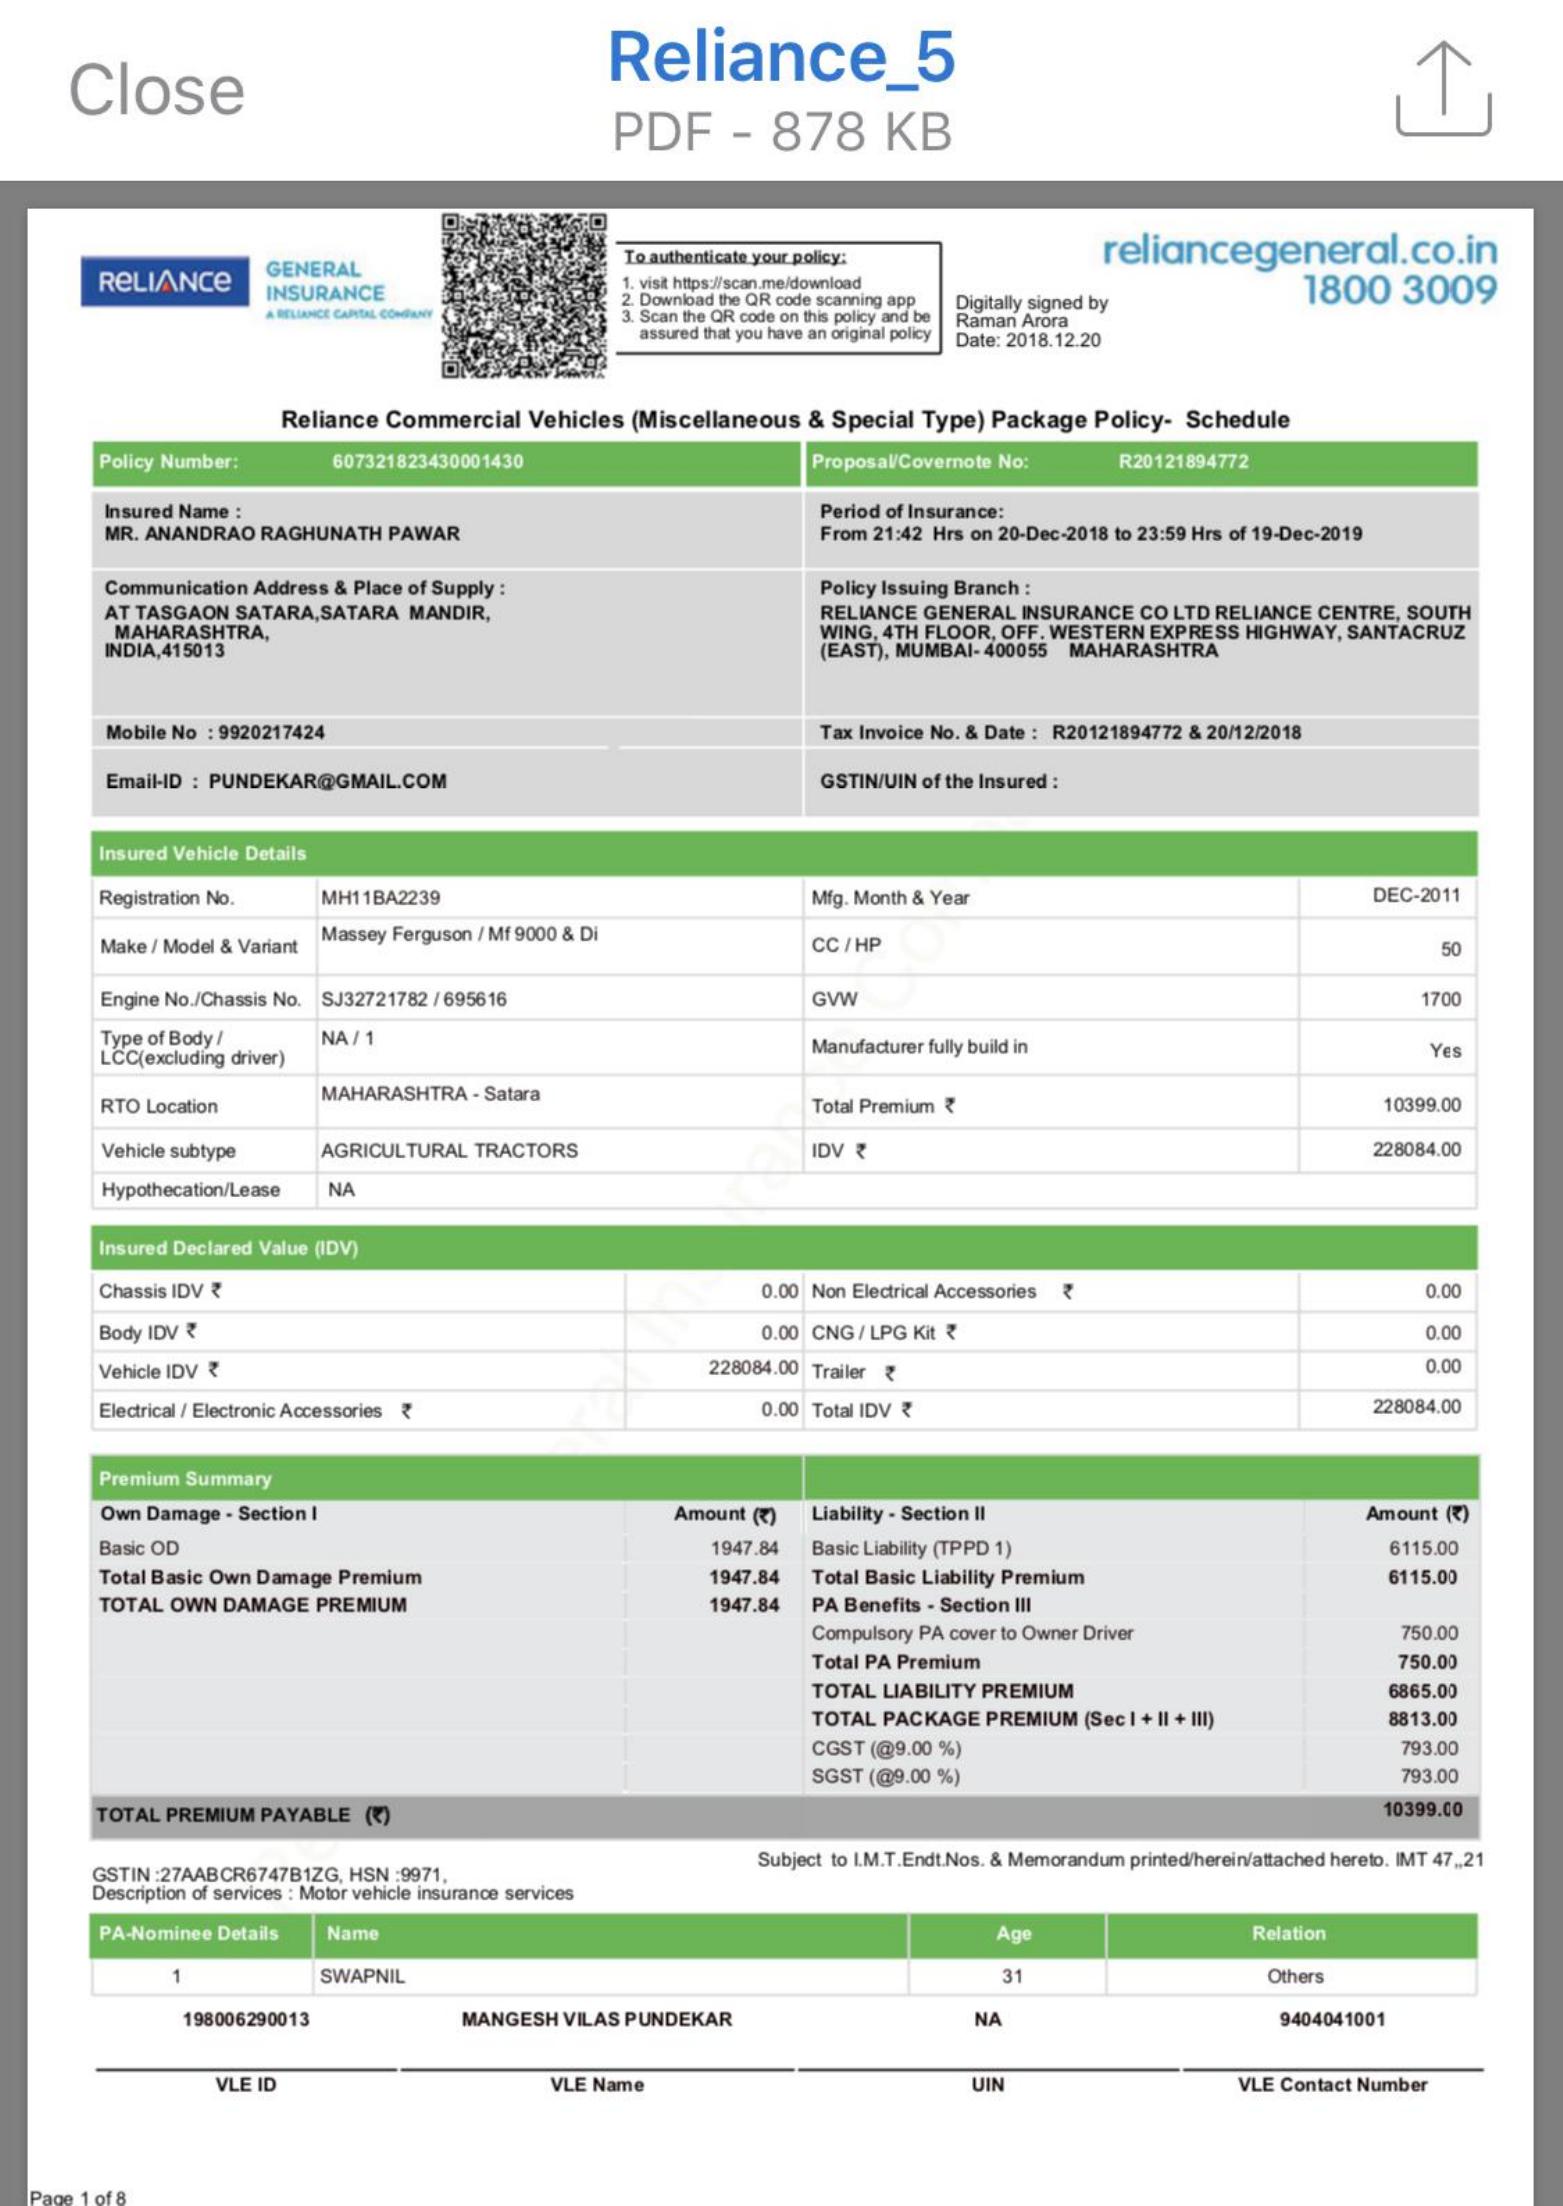 Close
Reliance_5
PDF - 878 KB
RELIANCE
GENERAL
INSURANCE
A RELIANCE CAPITAL COMPANY
To authenticate your policy:
1. visit https://scan.me/download
2. Download the QR code scanning app
3. Scan the QR code on this policy and be
assured that you have an original policy
Digitally signed by
Raman Arora
Date: 2018.12.20
reliancegeneral.co.in
1800 3009
Reliance Commercial Vehicles (Miscellaneous & Special Type) Package Policy- Schedule
Policy Number: 607321823430001430 Proposal/Covernote No: R20121894772
Insured Name :
MR. ANANDRAO RAGHUNATH PAWAR
Period of Insurance:
From 21:42 Hrs on 20-Dec-2018 to 23:59 Hrs of 19-Dec-2019
Communication Address & Place of Supply :
AT TASGAON SATARA,SATARA MANDIR,
MAHARASHTRA,
INDIA,415013
Policy Issuing Branch :
RELIANCE GENERAL INSURANCE CO LTD RELIANCE CENTRE, SOUTH
WING, 4TH FLOOR, OFF. WESTERN EXPRESS HIGHWAY, SANTACRUZ
(EAST), MUMBAI- 400055 MAHARASHTRA
Mobile No : 9920217424
Tax Invoice No. & Date : R20121894772 & 20/12/2018
Email-ID : PUNDEKAR@GMAIL.COM
GSTIN/UIN of the Insured :
Insured Vehicle Details
Registration No. MH11BA2239 Mfg. Month & Year DEC-2011
Make / Model & Variant Massey Ferguson / Mf 9000 & Di CC / HP 50
Engine No./Chassis No. SJ32721782 / 695616 GVW 1700
Type of Body /
LCC(excluding driver) NA / 1 Manufacturer fully build in Yes
RTO Location MAHARASHTRA - Satara Total Premium ₹ 10399.00
Vehicle subtype AGRICULTURAL TRACTORS IDV ₹ 228084.00
Hypothecation/Lease NA
Insured Declared Value (IDV)
Chassis IDV ₹ 0.00 Non Electrical Accessories ₹ 0.00
Body IDV ₹ 0.00 CNG / LPG Kit ₹ 0.00
Vehicle IDV ₹ 228084.00 Trailer ₹ 0.00
Electrical / Electronic Accessories ₹ 0.00 Total IDV ₹ 228084.00
Premium Summary
Own Damage - Section I Amount (₹) Liability - Section II Amount (₹)
Basic OD 1947.84 Basic Liability (TPPD 1) 6115.00
Total Basic Own Damage Premium 1947.84 Total Basic Liability Premium 6115.00
TOTAL OWN DAMAGE PREMIUM 1947.84 PA Benefits - Section III
Compulsory PA cover to Owner Driver 750.00
Total PA Premium 750.00
TOTAL LIABILITY PREMIUM 6865.00
TOTAL PACKAGE PREMIUM (Sec I + II + III) 8813.00
CGST (@9.00 %) 793.00
SGST (@9.00 %) 793.00
TOTAL PREMIUM PAYABLE (₹) 10399.00
Subject to I.M.T.Endt.Nos. & Memorandum printed/herein/attached hereto. IMT 47,,21
GSTIN :27AABCR6747B1ZG, HSN :9971,
Description of services : Motor vehicle insurance services
PA-Nominee Details Name Age Relation
1 SWAPNIL 31 Others
198006290013 MANGESH VILAS PUNDEKAR NA 9404041001
VLE ID VLE Name UIN VLE Contact Number
Page 1 of 8